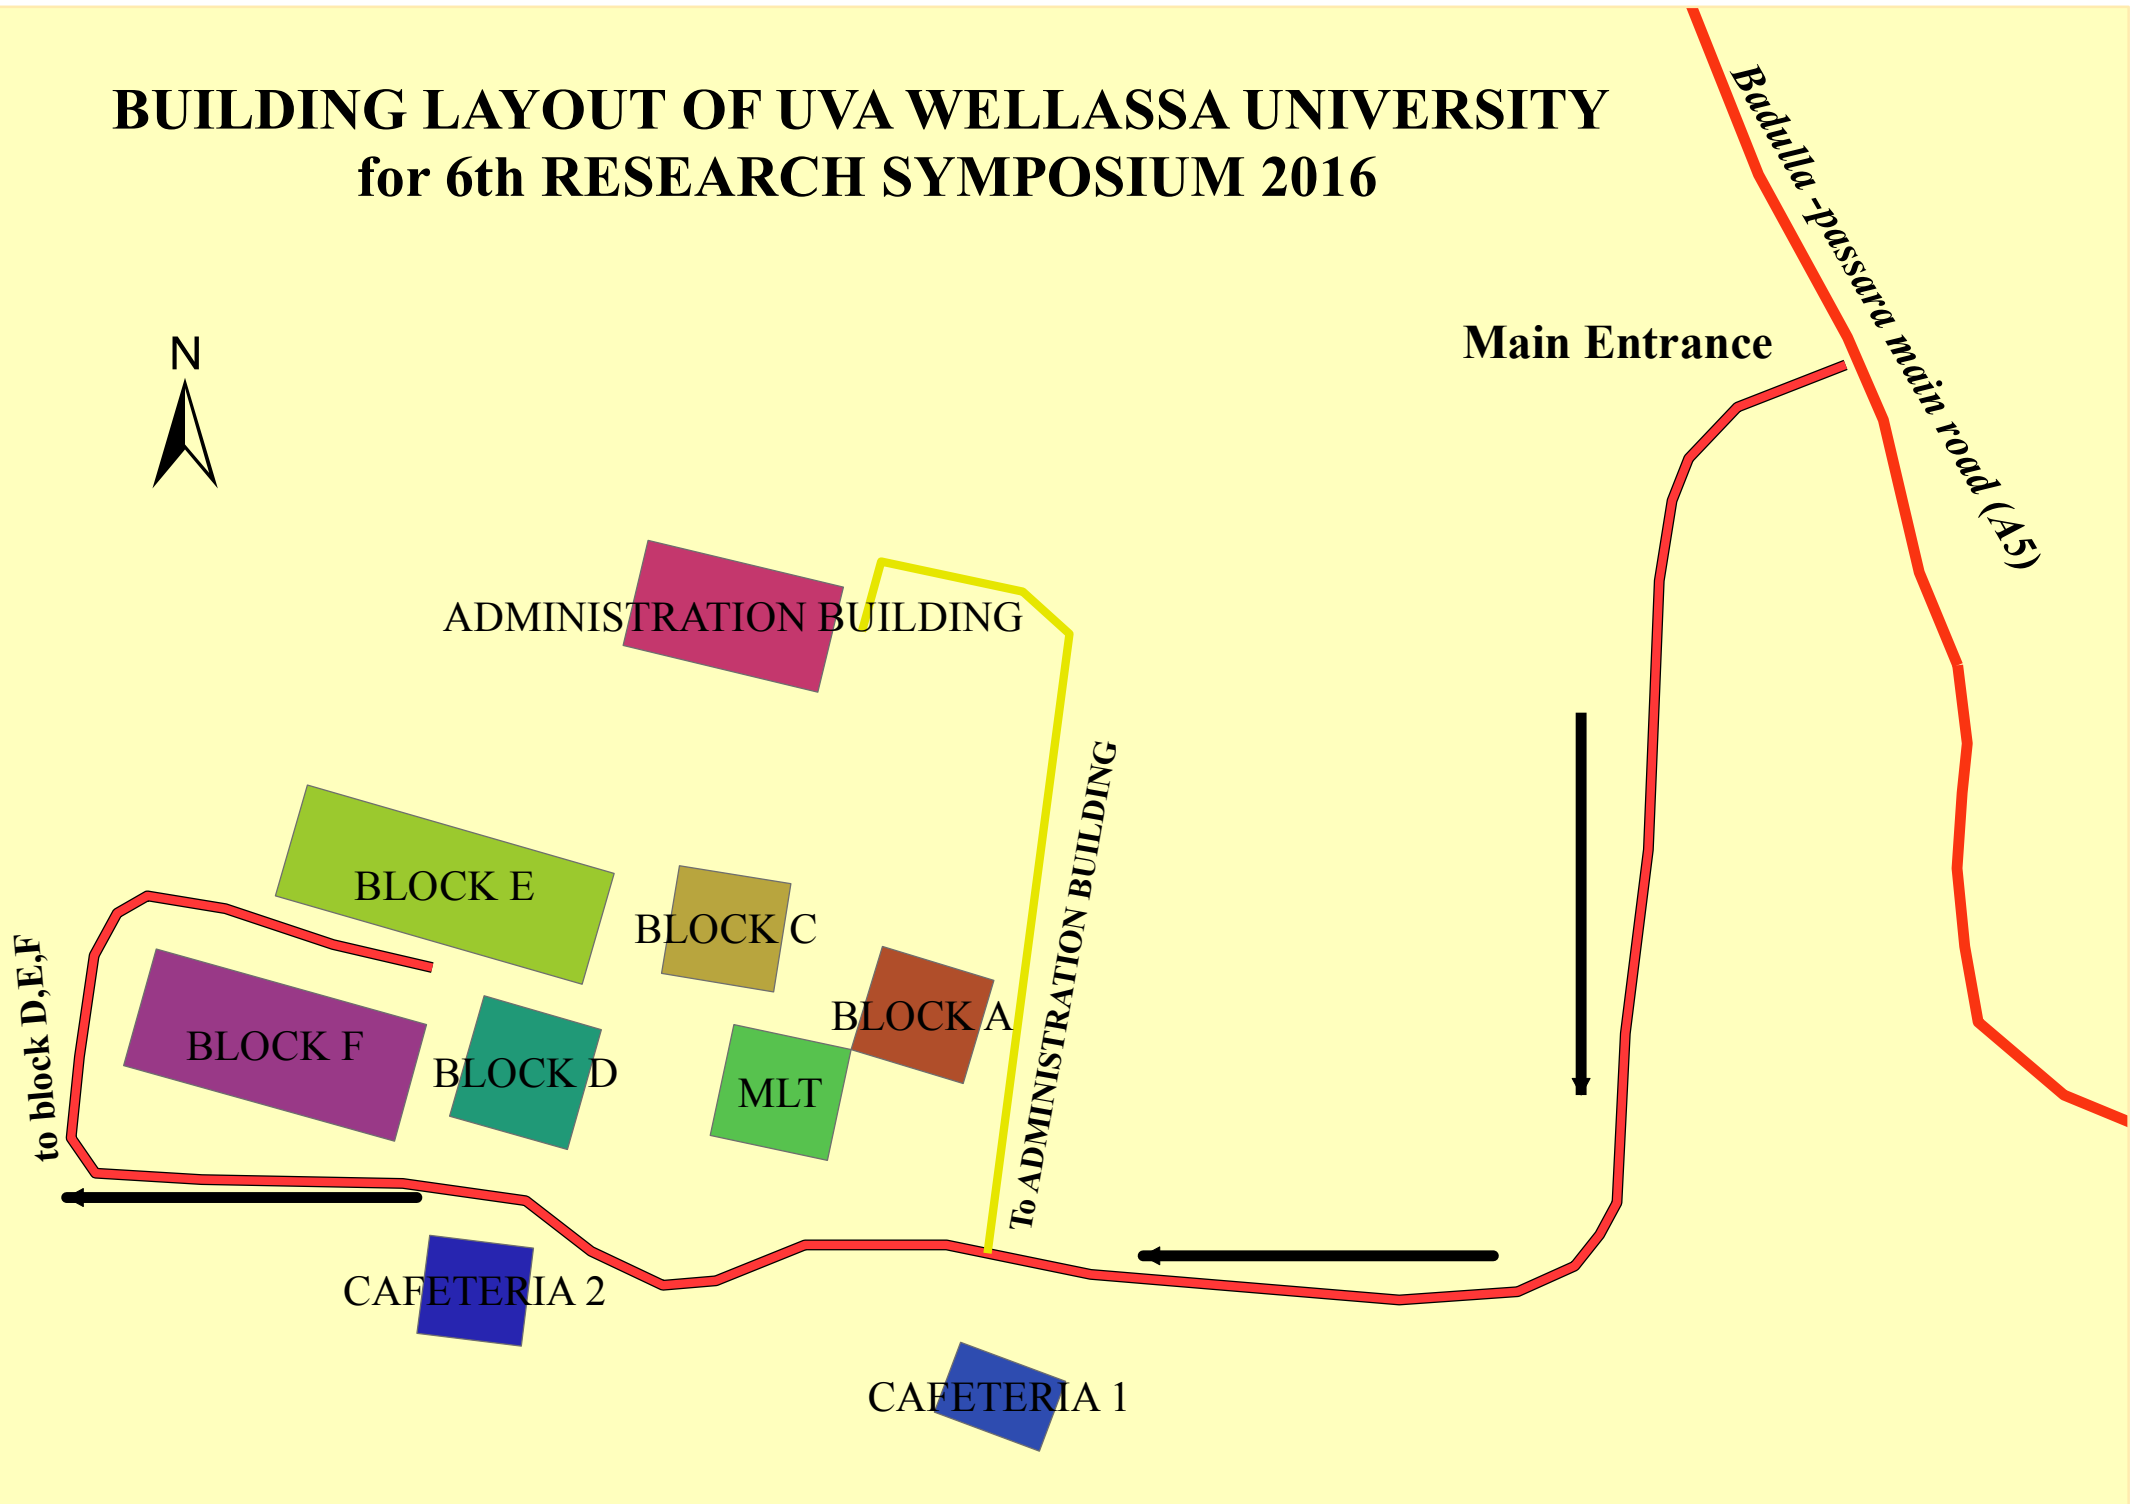 BUILDING LAYOUT OF UVA WELLASSA UNIVERSITY
for 6th RESEARCH SYMPOSIUM 2016
Badulla -passara main road (A5)
Main Entrance
N
ADMINISTRATION BUILDING
To ADMINISTRATION BUILDING
BLOCK E
BLOCK C
BLOCK A
to block D,E,F
BLOCK F
BLOCK D
MLT
CAFETERIA 2
CAFETERIA 1